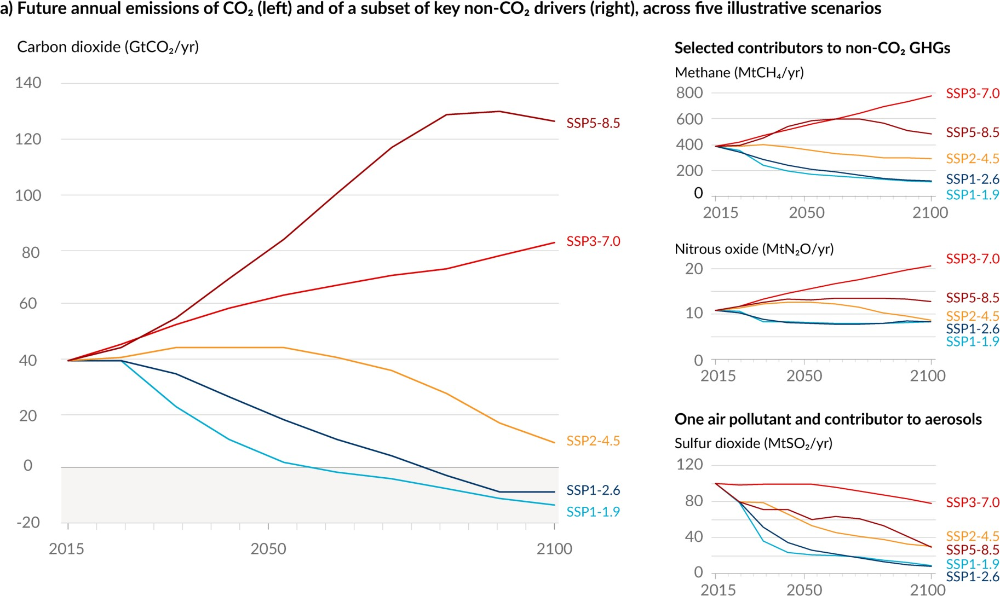 a) Future annual emissions of CO₂ (left) and of a subset of key non-CO₂ drivers (right), across five illustrative scenarios
Carbon dioxide (GtCO₂/yr)
140
120
100
80
60
40
20
0
-20
2015 2050 2100
SSP5-8.5
SSP3-7.0
SSP2-4.5
SSP1-2.6
SSP1-1.9
Selected contributors to non-CO₂ GHGs
Methane (MtCH₄/yr)
800
600
400
200
0
2015 2050 2100
SSP3-7.0
SSP5-8.5
SSP2-4.5
SSP1-2.6
SSP1-1.9
Nitrous oxide (MtN₂O/yr)
20
10
0
2015 2050 2100
SSP3-7.0
SSP5-8.5
SSP2-4.5
SSP1-2.6
SSP1-1.9
One air pollutant and contributor to aerosols
Sulfur dioxide (MtSO₂/yr)
120
80
40
0
2015 2050 2100
SSP3-7.0
SSP2-4.5
SSP5-8.5
SSP1-1.9
SSP1-2.6